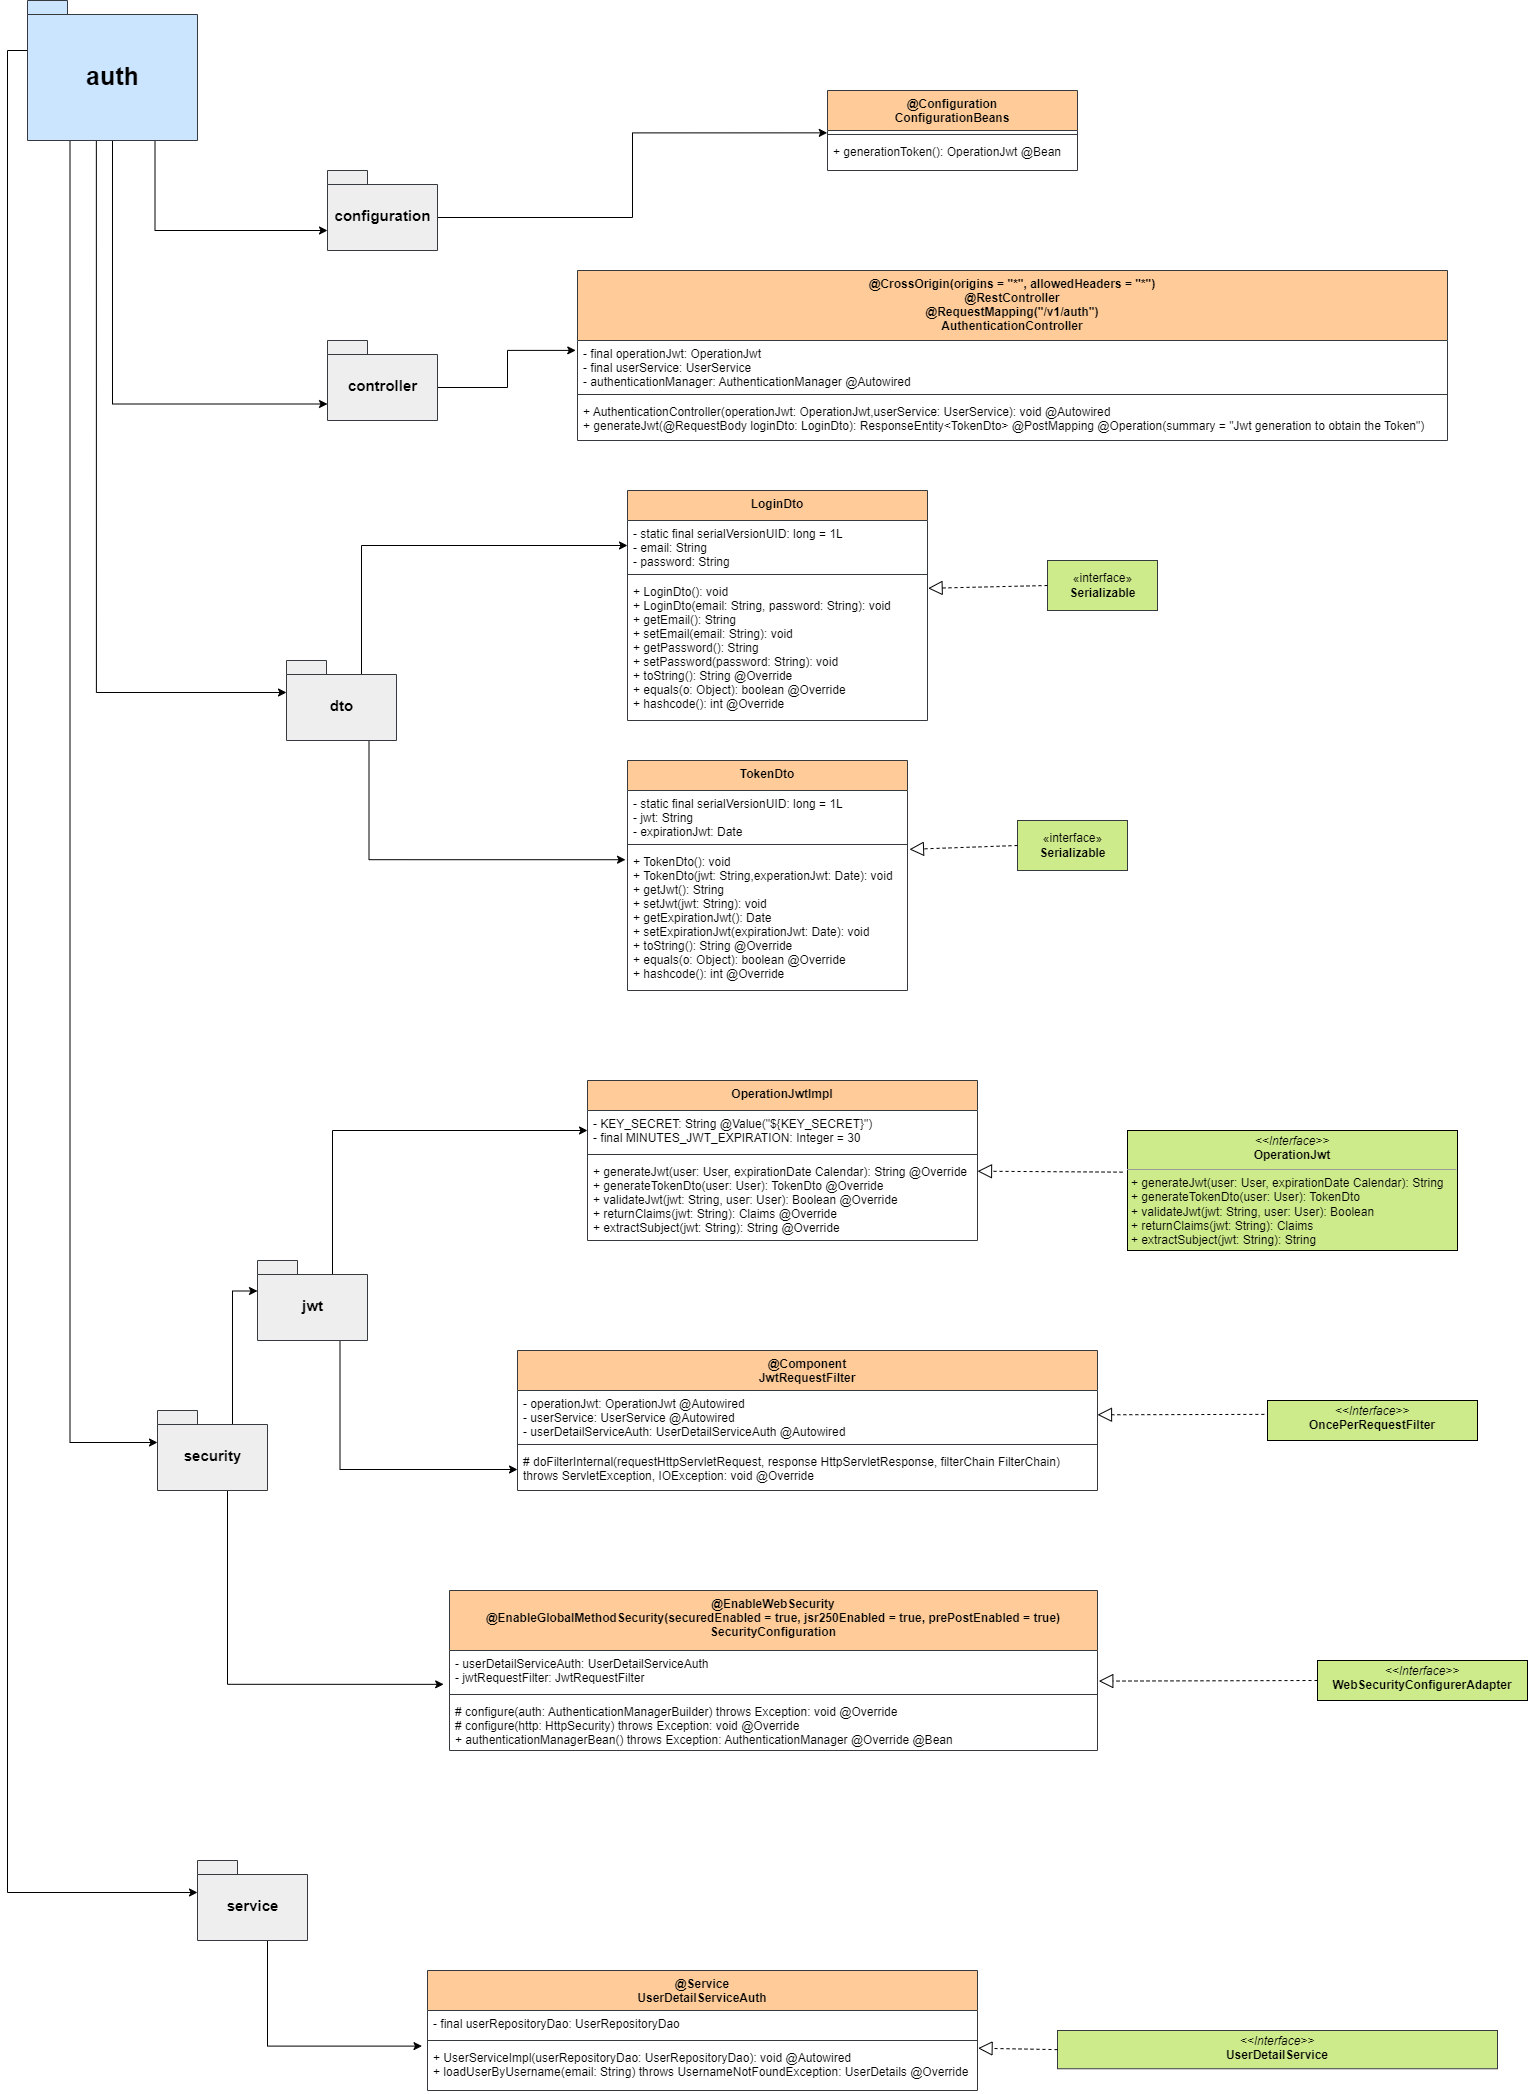 auth
@Configuration
ConfigurationBeans
+ generationToken(): OperationJwt @Bean
configuration
@CrossOrigin(origins = "*", allowedHeaders = "*")
@RestController
@RequestMapping("/v1/auth")
AuthenticationController
- final operationJwt: OperationJwt
- final userService: UserService
- authenticationManager: AuthenticationManager @Autowired
+ AuthenticationController(operationJwt: OperationJwt,userService: UserService): void @Autowired
+ generateJwt(@RequestBody loginDto: LoginDto): ResponseEntity<TokenDto> @PostMapping @Operation(summary = "Jwt generation to obtain the Token")
controller
LoginDto
- static final serialVersionUID: long = 1L
- email: String
- password: String
+ LoginDto(): void
+ LoginDto(email: String, password: String): void
+ getEmail(): String
+ setEmail(email: String): void
+ getPassword(): String
+ setPassword(password: String): void
+ toString(): String @Override
+ equals(o: Object): boolean @Override
+ hashcode(): int @Override
«interface»
Serializable
dto
TokenDto
- static final serialVersionUID: long = 1L
- jwt: String
- expirationJwt: Date
+ TokenDto(): void
+ TokenDto(jwt: String,experationJwt: Date): void
+ getJwt(): String
+ setJwt(jwt: String): void
+ getExpirationJwt(): Date
+ setExpirationJwt(expirationJwt: Date): void
+ toString(): String @Override
+ equals(o: Object): boolean @Override
+ hashcode(): int @Override
«interface»
Serializable
OperationJwtImpl
- KEY_SECRET: String @Value("${KEY_SECRET}")
- final MINUTES_JWT_EXPIRATION: Integer = 30
+ generateJwt(user: User, expirationDate Calendar): String @Override
+ generateTokenDto(user: User): TokenDto @Override
+ validateJwt(jwt: String, user: User): Boolean @Override
+ returnClaims(jwt: String): Claims @Override
+ extractSubject(jwt: String): String @Override
<<Interface>>
OperationJwt
+ generateJwt(user: User, expirationDate Calendar): String
+ generateTokenDto(user: User): TokenDto
+ validateJwt(jwt: String, user: User): Boolean
+ returnClaims(jwt: String): Claims
+ extractSubject(jwt: String): String
jwt
@Component
JwtRequestFilter
- operationJwt: OperationJwt @Autowired
- userService: UserService @Autowired
- userDetailServiceAuth: UserDetailServiceAuth @Autowired
# doFilterInternal(requestHttpServletRequest, response HttpServletResponse, filterChain FilterChain)
throws ServletException, IOException: void @Override
<<Interface>>
OncePerRequestFilter
security
@EnableWebSecurity
@EnableGlobalMethodSecurity(securedEnabled = true, jsr250Enabled = true, prePostEnabled = true)
SecurityConfiguration
- userDetailServiceAuth: UserDetailServiceAuth
- jwtRequestFilter: JwtRequestFilter
# configure(auth: AuthenticationManagerBuilder) throws Exception: void @Override
# configure(http: HttpSecurity) throws Exception: void @Override
+ authenticationManagerBean() throws Exception: AuthenticationManager @Override @Bean
<<Interface>>
WebSecurityConfigurerAdapter
service
@Service
UserDetailServiceAuth
- final userRepositoryDao: UserRepositoryDao
+ UserServiceImpl(userRepositoryDao: UserRepositoryDao): void @Autowired
+ loadUserByUsername(email: String) throws UsernameNotFoundException: UserDetails @Override
<<Interface>>
UserDetailService